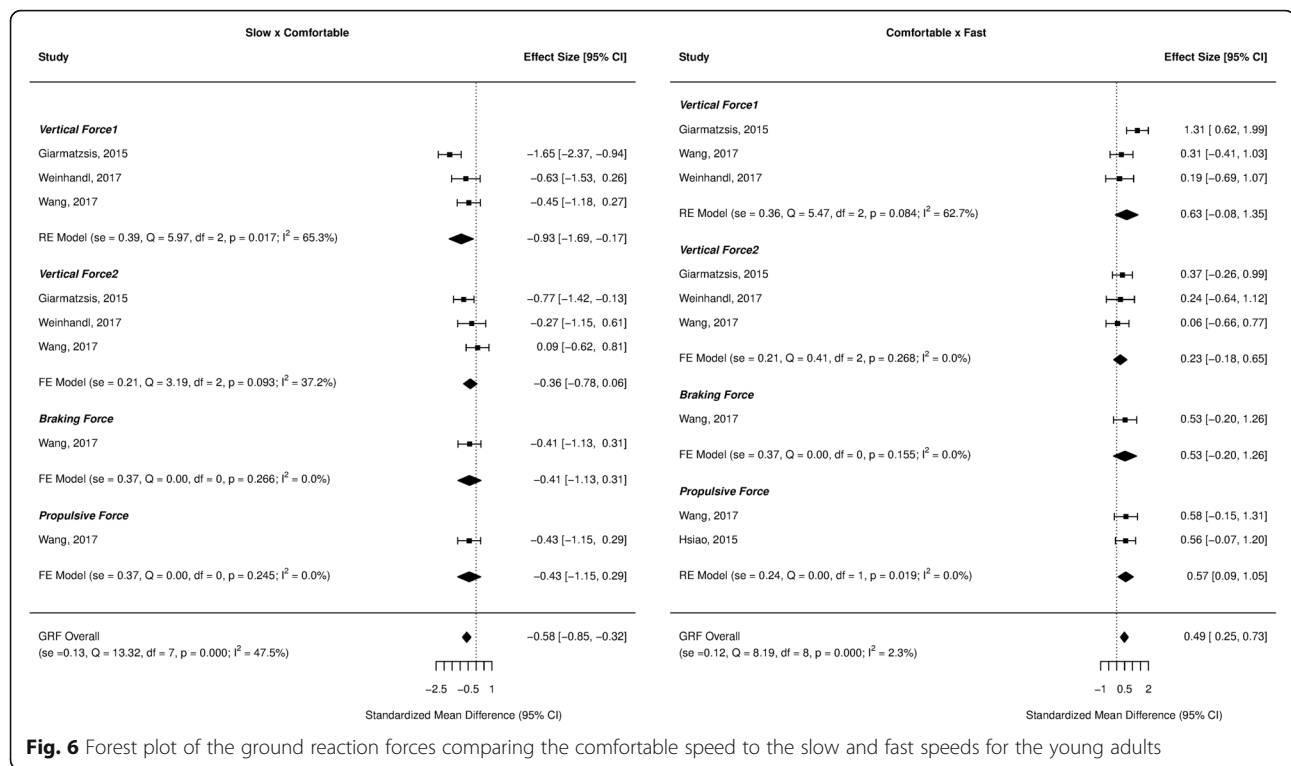 Slow x Comfortable
Study Effect Size [95% CI]
Vertical Force1
Giarmatzsis, 2015 −1.65 [−2.37, −0.94]
Weinhandl, 2017 −0.63 [−1.53, 0.26]
Wang, 2017 −0.45 [−1.18, 0.27]
RE Model (se = 0.39, Q = 5.97, df = 2, p = 0.017; I² = 65.3%) −0.93 [−1.69, −0.17]
Vertical Force2
Giarmatzsis, 2015 −0.77 [−1.42, −0.13]
Weinhandl, 2017 −0.27 [−1.15, 0.61]
Wang, 2017 0.09 [−0.62, 0.81]
FE Model (se = 0.21, Q = 3.19, df = 2, p = 0.093; I² = 37.2%) −0.36 [−0.78, 0.06]
Braking Force
Wang, 2017 −0.41 [−1.13, 0.31]
FE Model (se = 0.37, Q = 0.00, df = 0, p = 0.266; I² = 0.0%) −0.41 [−1.13, 0.31]
Propulsive Force
Wang, 2017 −0.43 [−1.15, 0.29]
FE Model (se = 0.37, Q = 0.00, df = 0, p = 0.245; I² = 0.0%) −0.43 [−1.15, 0.29]
GRF Overall −0.58 [−0.85, −0.32]
(se =0.13, Q = 13.32, df = 7, p = 0.000; I² = 47.5%)
−2.5 −0.5 1
Standardized Mean Difference (95% CI)
Comfortable x Fast
Study Effect Size [95% CI]
Vertical Force1
Giarmatzsis, 2015 1.31 [ 0.62, 1.99]
Wang, 2017 0.31 [−0.41, 1.03]
Weinhandl, 2017 0.19 [−0.69, 1.07]
RE Model (se = 0.36, Q = 5.47, df = 2, p = 0.084; I² = 62.7%) 0.63 [−0.08, 1.35]
Vertical Force2
Giarmatzsis, 2015 0.37 [−0.26, 0.99]
Weinhandl, 2017 0.24 [−0.64, 1.12]
Wang, 2017 0.06 [−0.66, 0.77]
FE Model (se = 0.21, Q = 0.41, df = 2, p = 0.268; I² = 0.0%) 0.23 [−0.18, 0.65]
Braking Force
Wang, 2017 0.53 [−0.20, 1.26]
FE Model (se = 0.37, Q = 0.00, df = 0, p = 0.155; I² = 0.0%) 0.53 [−0.20, 1.26]
Propulsive Force
Wang, 2017 0.58 [−0.15, 1.31]
Hsiao, 2015 0.56 [−0.07, 1.20]
RE Model (se = 0.24, Q = 0.00, df = 1, p = 0.019; I² = 0.0%) 0.57 [0.09, 1.05]
GRF Overall 0.49 [ 0.25, 0.73]
(se =0.12, Q = 8.19, df = 8, p = 0.000; I² = 2.3%)
−1 0.5 2
Standardized Mean Difference (95% CI)
Fig. 6 Forest plot of the ground reaction forces comparing the comfortable speed to the slow and fast speeds for the young adults